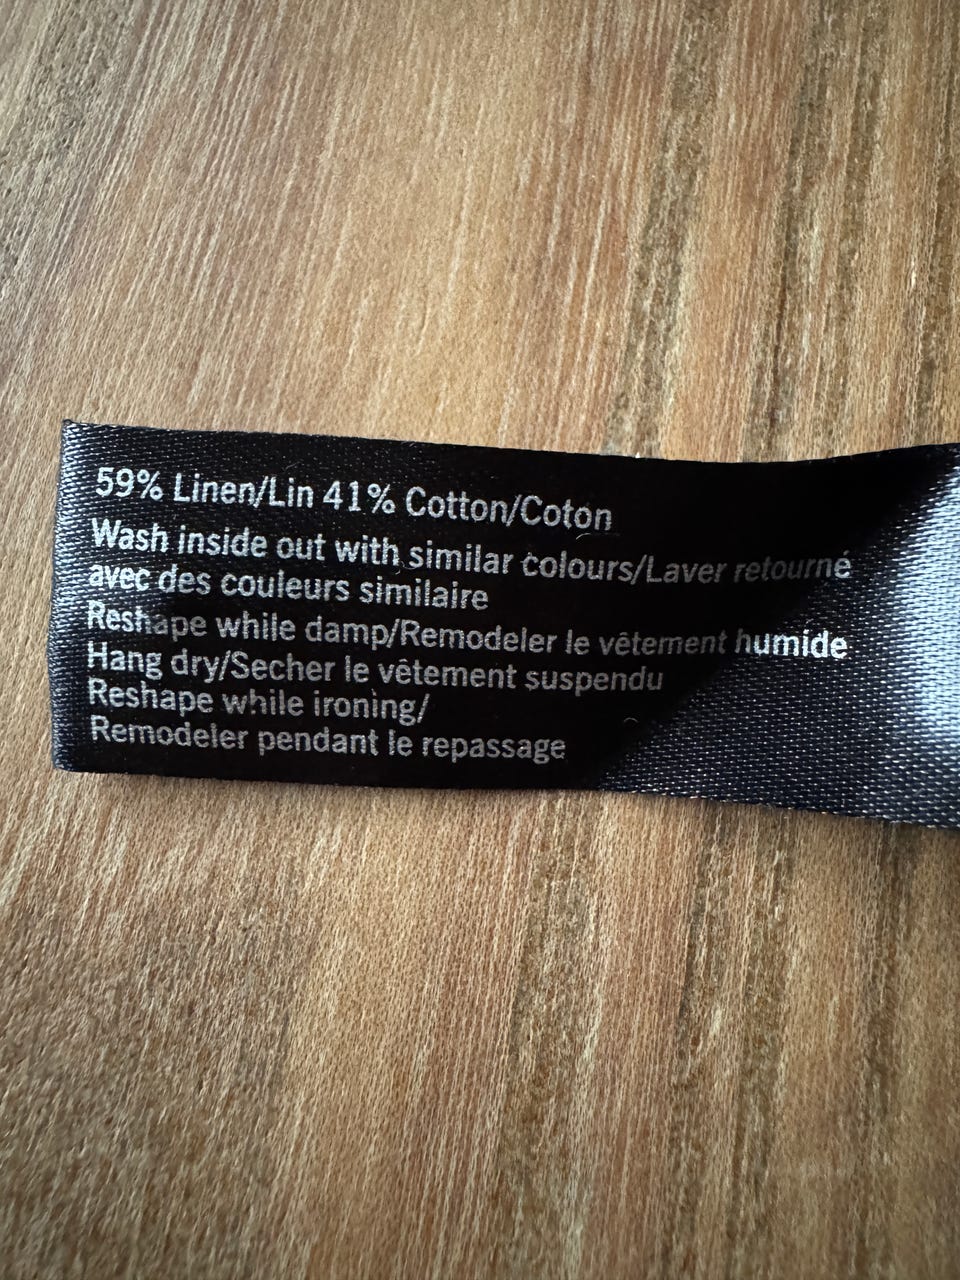 59% Linen/Lin 41% Cotton/Coton
Wash inside out with similar colours/Laver retourné
avec des couleurs similaire
Reshape while damp/Remodeler le vêtement humide
Hang dry/Secher le vêtement suspendu
Reshape while ironing/
Remodeler pendant le repassage